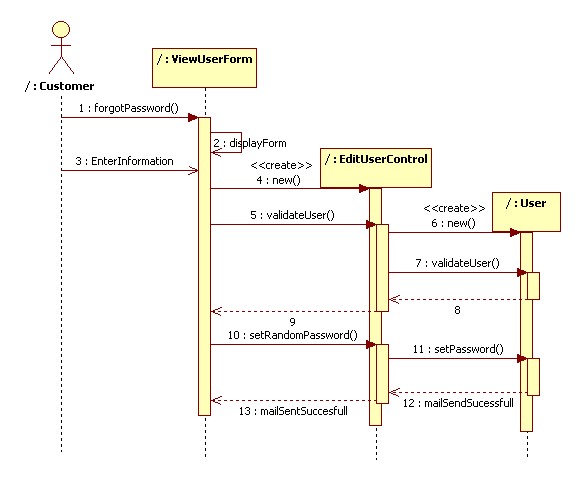 / : Customer
/ : ViewUserForm
1 : forgotPassword()
2 : displayForm
3 : EnterInformation
<<create>>
4 : new()
/ : EditUserControl
5 : validateUser()
<<create>>
6 : new()
/ : User
7 : validateUser()
8
9
10 : setRandomPassword()
11 : setPassword()
12 : mailSendSucessfull
13 : mailSentSuccesfull